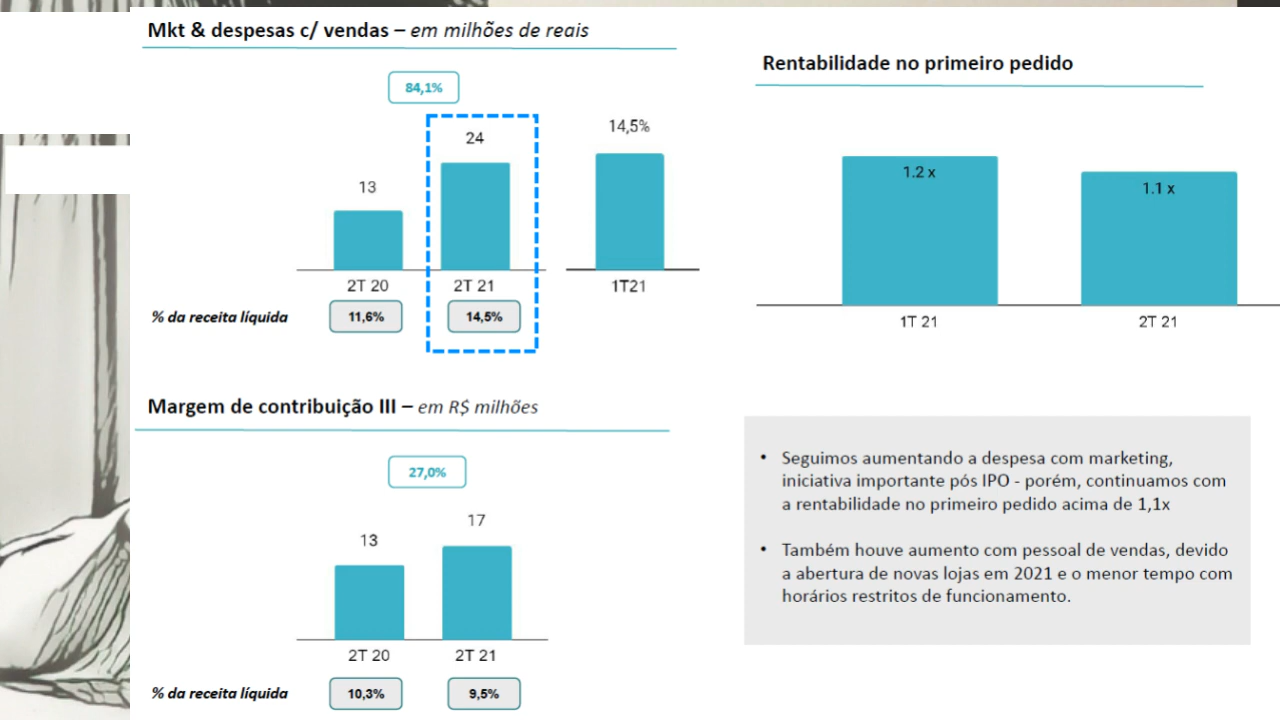 Mkt & despesas c/ vendas – em milhões de reais
84,1%
13
24
14,5%
2T 20
2T 21
1T21
% da receita líquida
11,6%
14,5%
Rentabilidade no primeiro pedido
1.2 x
1.1 x
1T 21
2T 21
Margem de contribuição III – em R$ milhões
27,0%
13
17
2T 20
2T 21
% da receita líquida
10,3%
9,5%
• Seguimos aumentando a despesa com marketing,
iniciativa importante pós IPO - porém, continuamos com
a rentabilidade no primeiro pedido acima de 1,1x
• Também houve aumento com pessoal de vendas, devido
a abertura de novas lojas em 2021 e o menor tempo com
horários restritos de funcionamento.